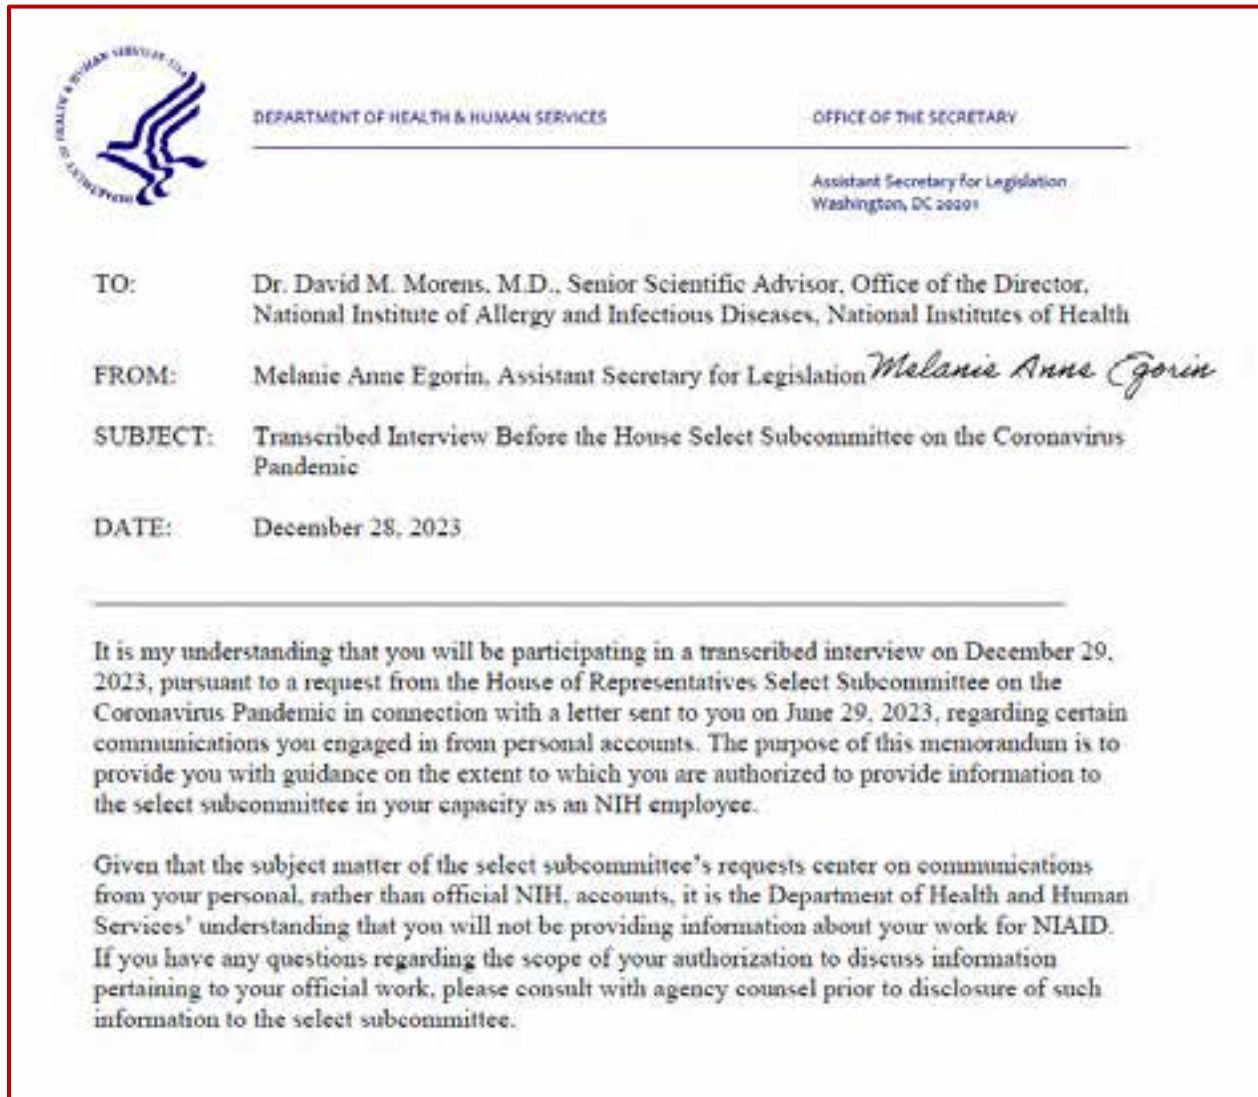 DEPARTMENT OF HEALTH & HUMAN SERVICES USA
DEPARTMENT OF HEALTH & HUMAN SERVICES
OFFICE OF THE SECRETARY
Assistant Secretary for Legislation
Washington, DC 20201
TO: Dr. David M. Morens, M.D., Senior Scientific Advisor, Office of the Director,
National Institute of Allergy and Infectious Diseases, National Institutes of Health
FROM: Melanie Anne Egorin, Assistant Secretary for Legislation Melanie Anne Egorin
SUBJECT: Transcribed Interview Before the House Select Subcommittee on the Coronavirus
Pandemic
DATE: December 28, 2023
It is my understanding that you will be participating in a transcribed interview on December 29,
2023, pursuant to a request from the House of Representatives Select Subcommittee on the
Coronavirus Pandemic in connection with a letter sent to you on June 29, 2023, regarding certain
communications you engaged in from personal accounts. The purpose of this memorandum is to
provide you with guidance on the extent to which you are authorized to provide information to
the select subcommittee in your capacity as an NIH employee.
Given that the subject matter of the select subcommittee's requests center on communications
from your personal, rather than official NIH, accounts, it is the Department of Health and Human
Services' understanding that you will not be providing information about your work for NIAID.
If you have any questions regarding the scope of your authorization to discuss information
pertaining to your official work, please consult with agency counsel prior to disclosure of such
information to the select subcommittee.